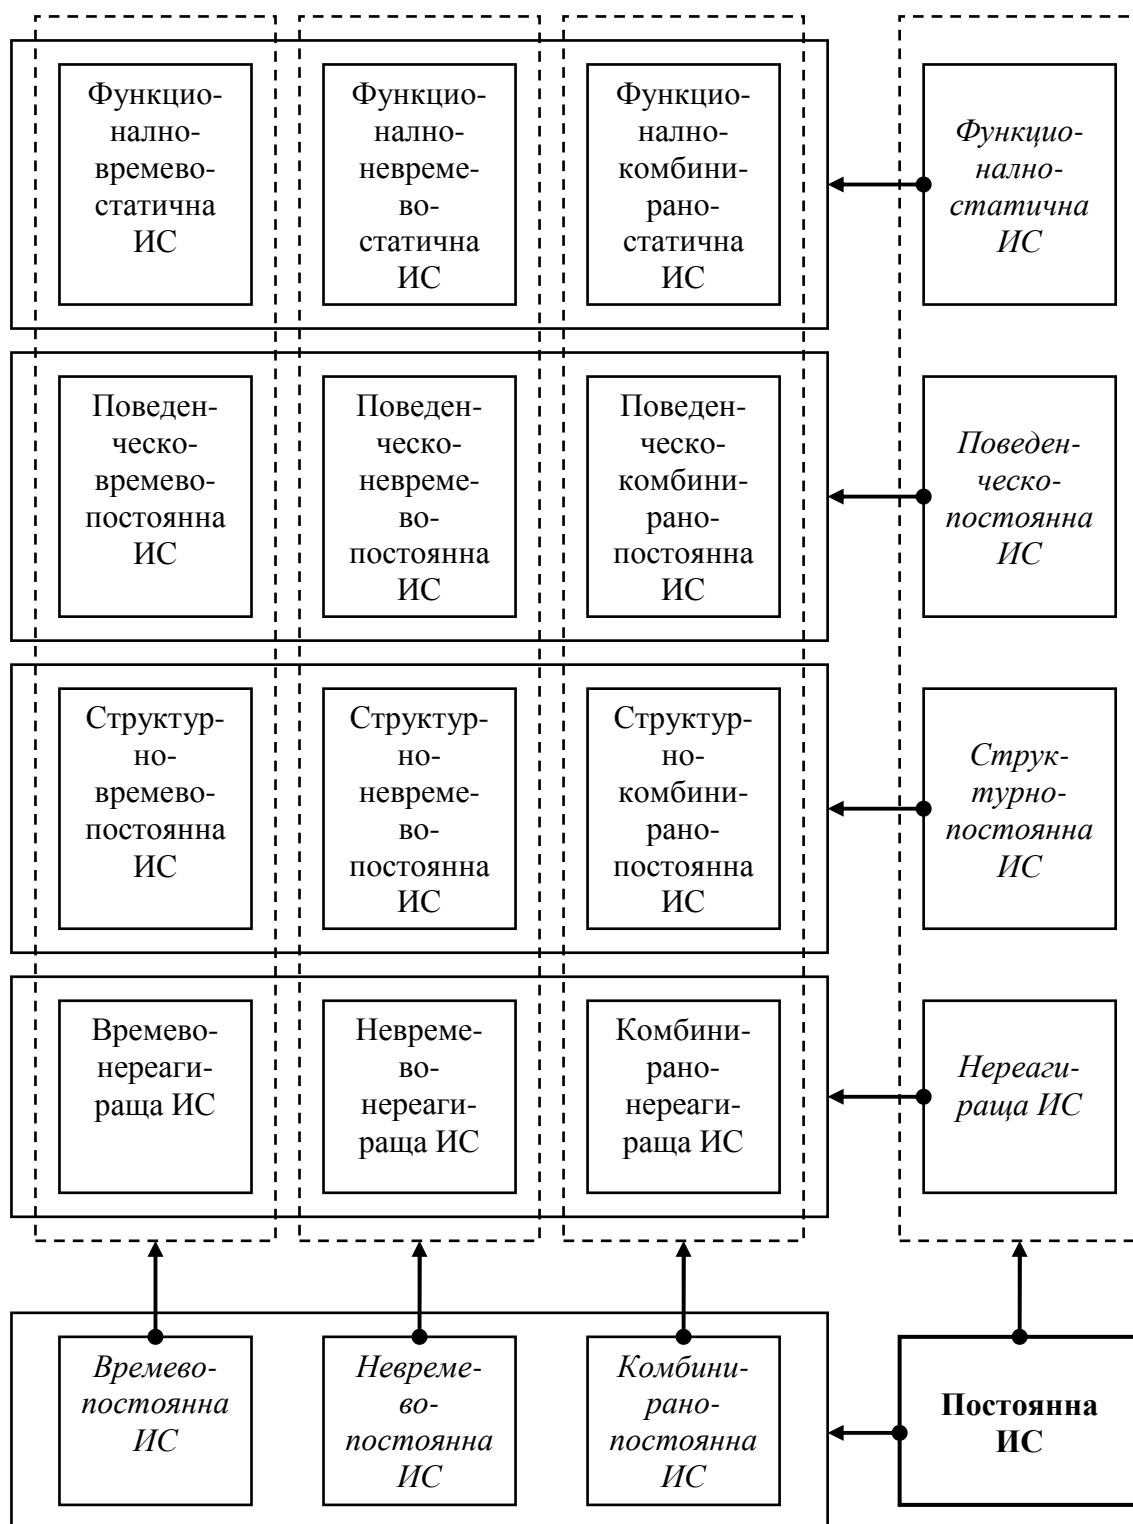 Функцио-
нално-
времево-
статична
ИС
Функцио-
нално-
невреме-
во-
статична
ИС
Функцио-
нално-
комбини-
рано-
статична
ИС
Функцио-
нално-
статична
ИС
Поведен-
ческо-
времево-
постоянна
ИС
Поведен-
ческо-
невреме-
во-
постоянна
ИС
Поведен-
ческо-
комбини-
рано-
постоянна
ИС
Поведен-
ческо-
постоянна
ИС
Структур-
но-
времево-
постоянна
ИС
Структур-
но-
невреме-
во-
постоянна
ИС
Структур-
но-
комбини-
рано-
постоянна
ИС
Струк-
турно-
постоянна
ИС
Времево-
нереаги-
раща ИС
Невреме-
во-
нереаги-
раща ИС
Комбини-
рано-
нереаги-
раща ИС
Нереаги-
раща ИС
Времево-
постоянна
ИС
Невреме-
во-
постоянна
ИС
Комбини-
рано-
постоянна
ИС
Постоянна
ИС